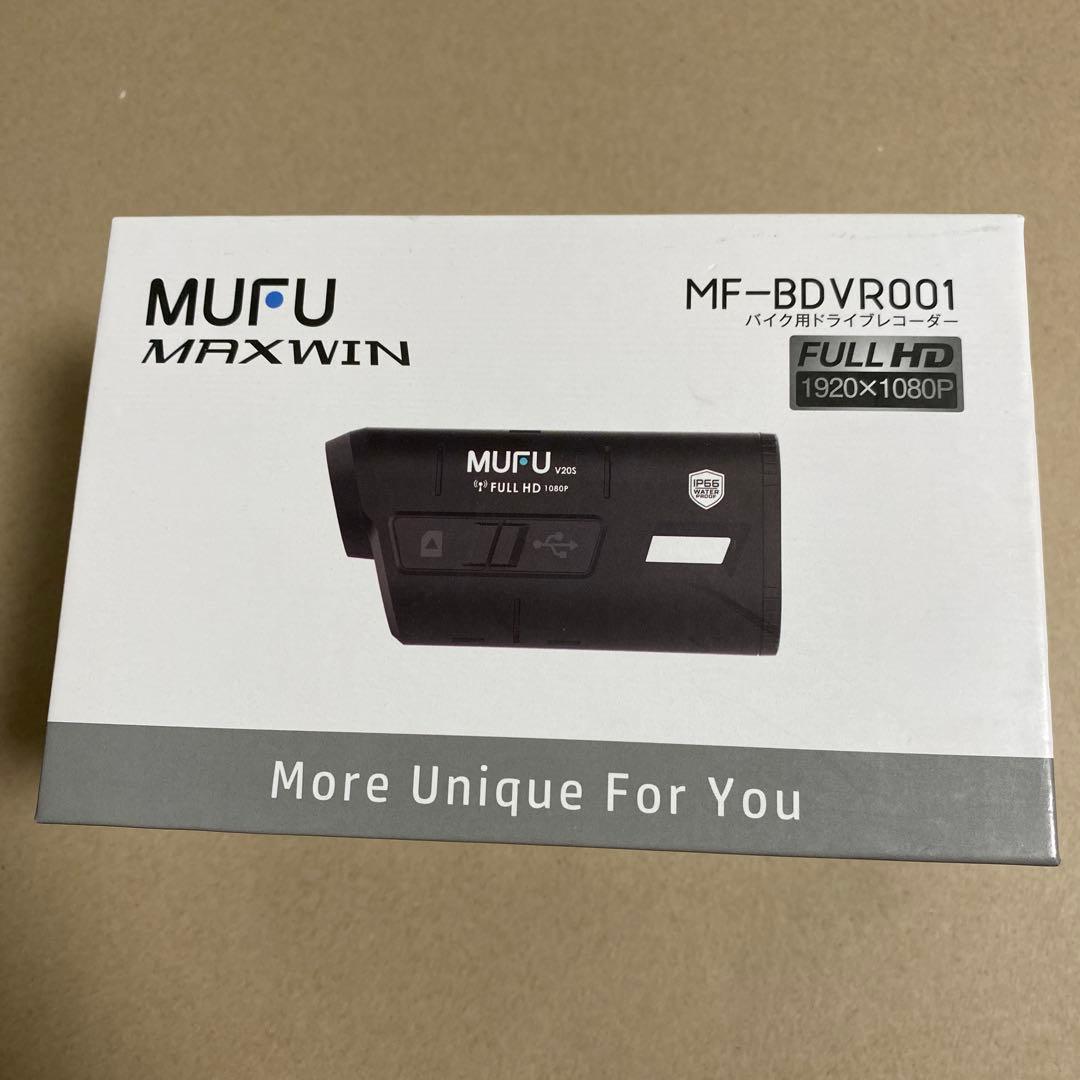 MUFU
MAXWIN
MF-BDVR001
バイク用ドライブレコーダー
FULL HD
1920×1080P
MUFU V20S
FULL HD 1080P
IP66
WATER
PROOF
More Unique For You